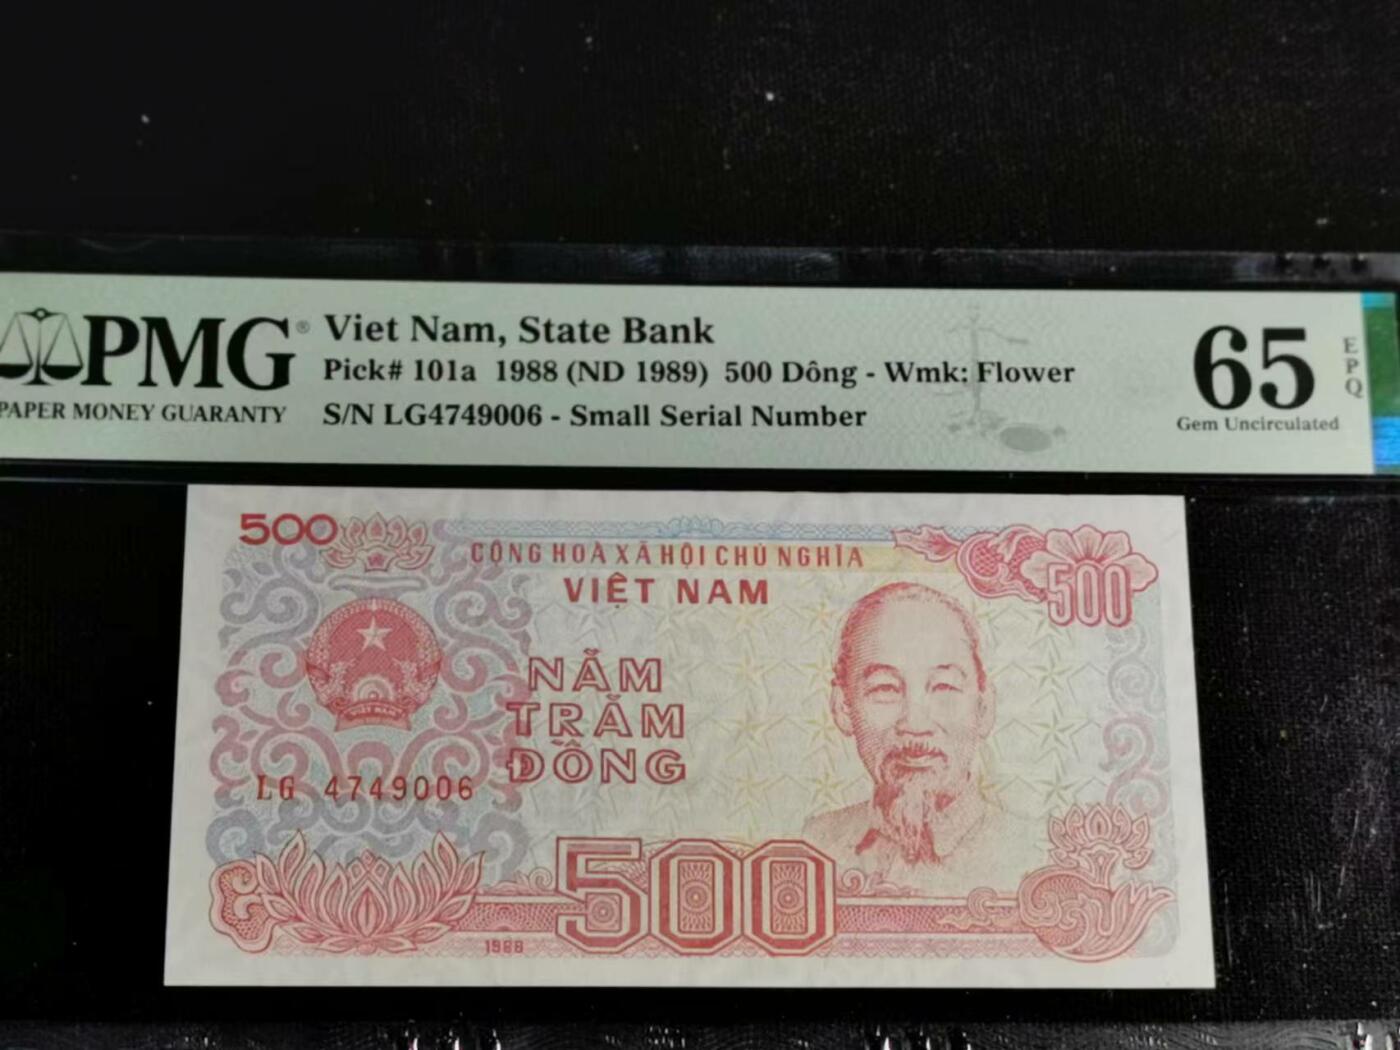 PMG®
PAPER MONEY GUARANTY
Viet Nam, State Bank
Pick# 101a 1988 (ND 1989) 500 Dông - Wmk: Flower
S/N LG4749006 - Small Serial Number
65
EPQ
Gem Uncirculated
500
CỘNG HOÀ XÃ HỘI CHỦ NGHĨA
VIỆT NAM
500
VIỆT NAM
NĂM
TRĂM
ĐỒNG
LG 4749006
500
1988